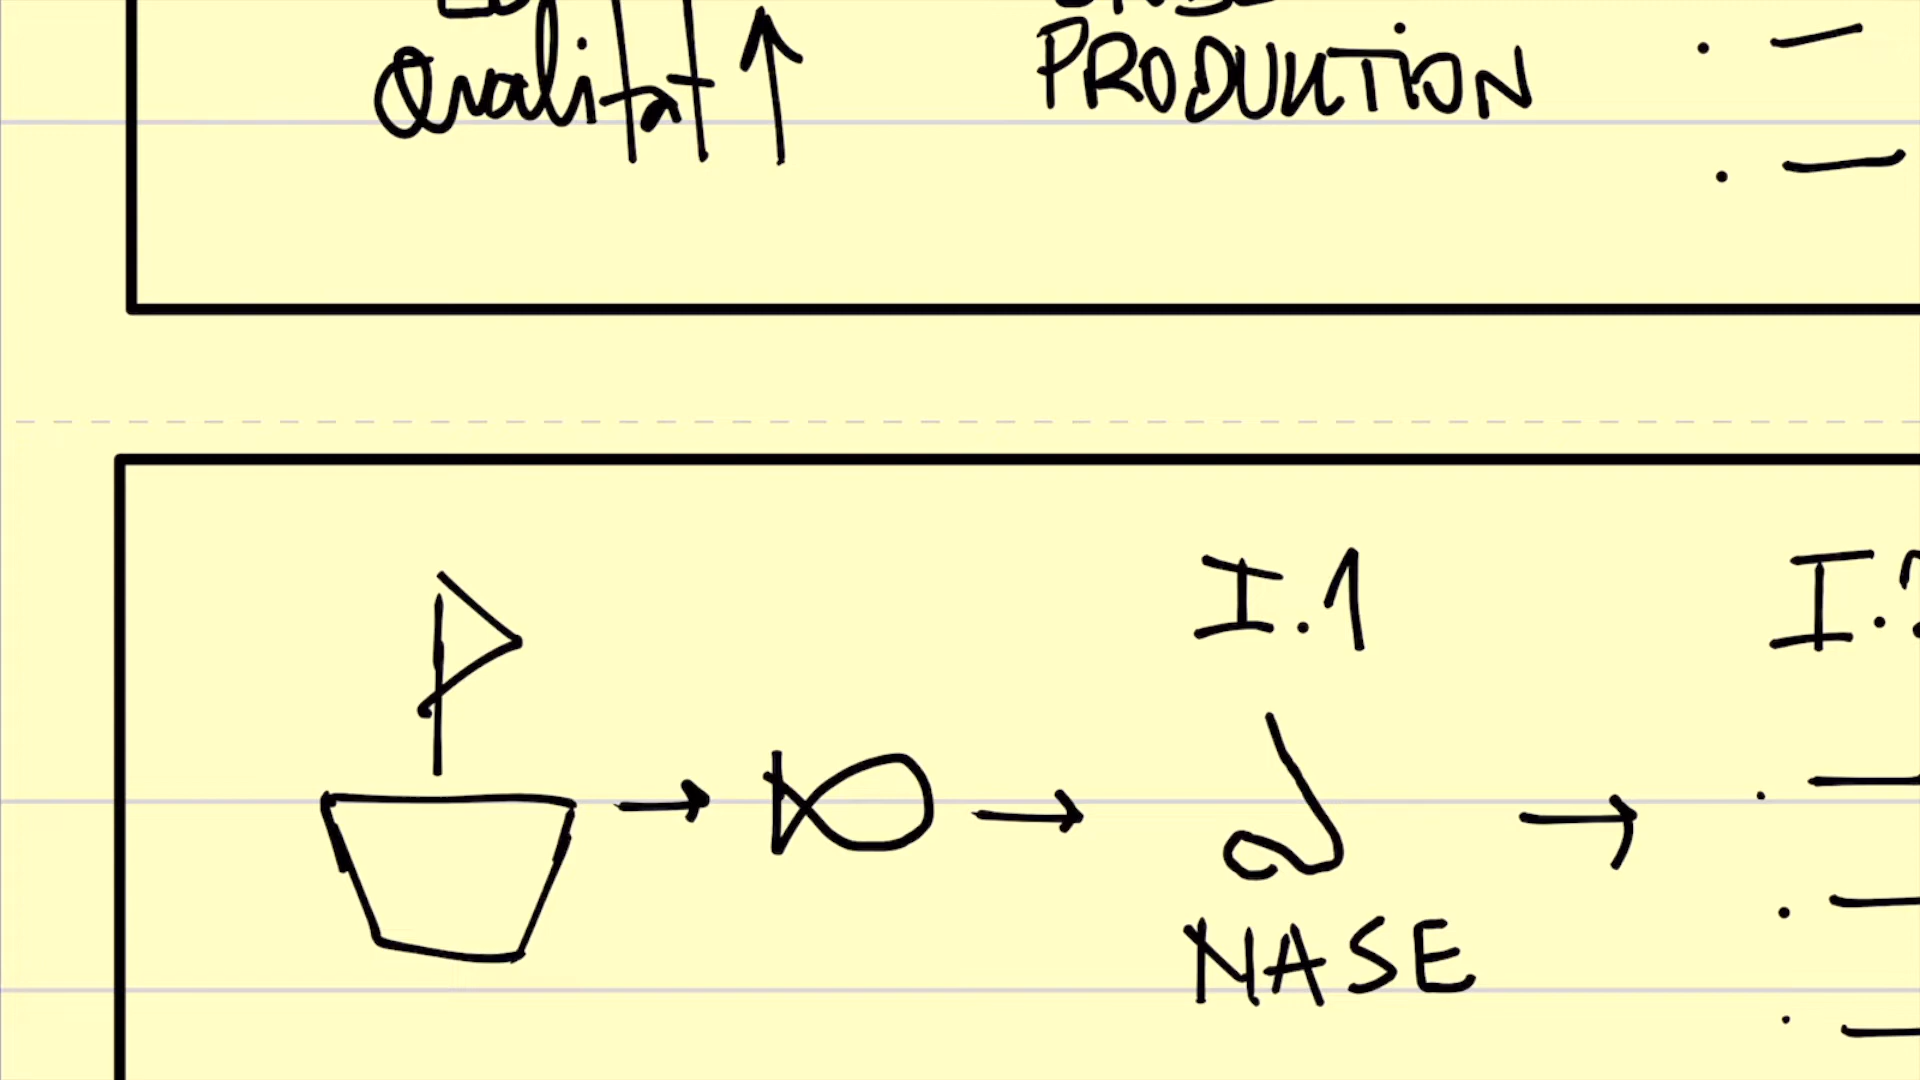 Qualität ↑
PRODUKTION
I.1
NASE